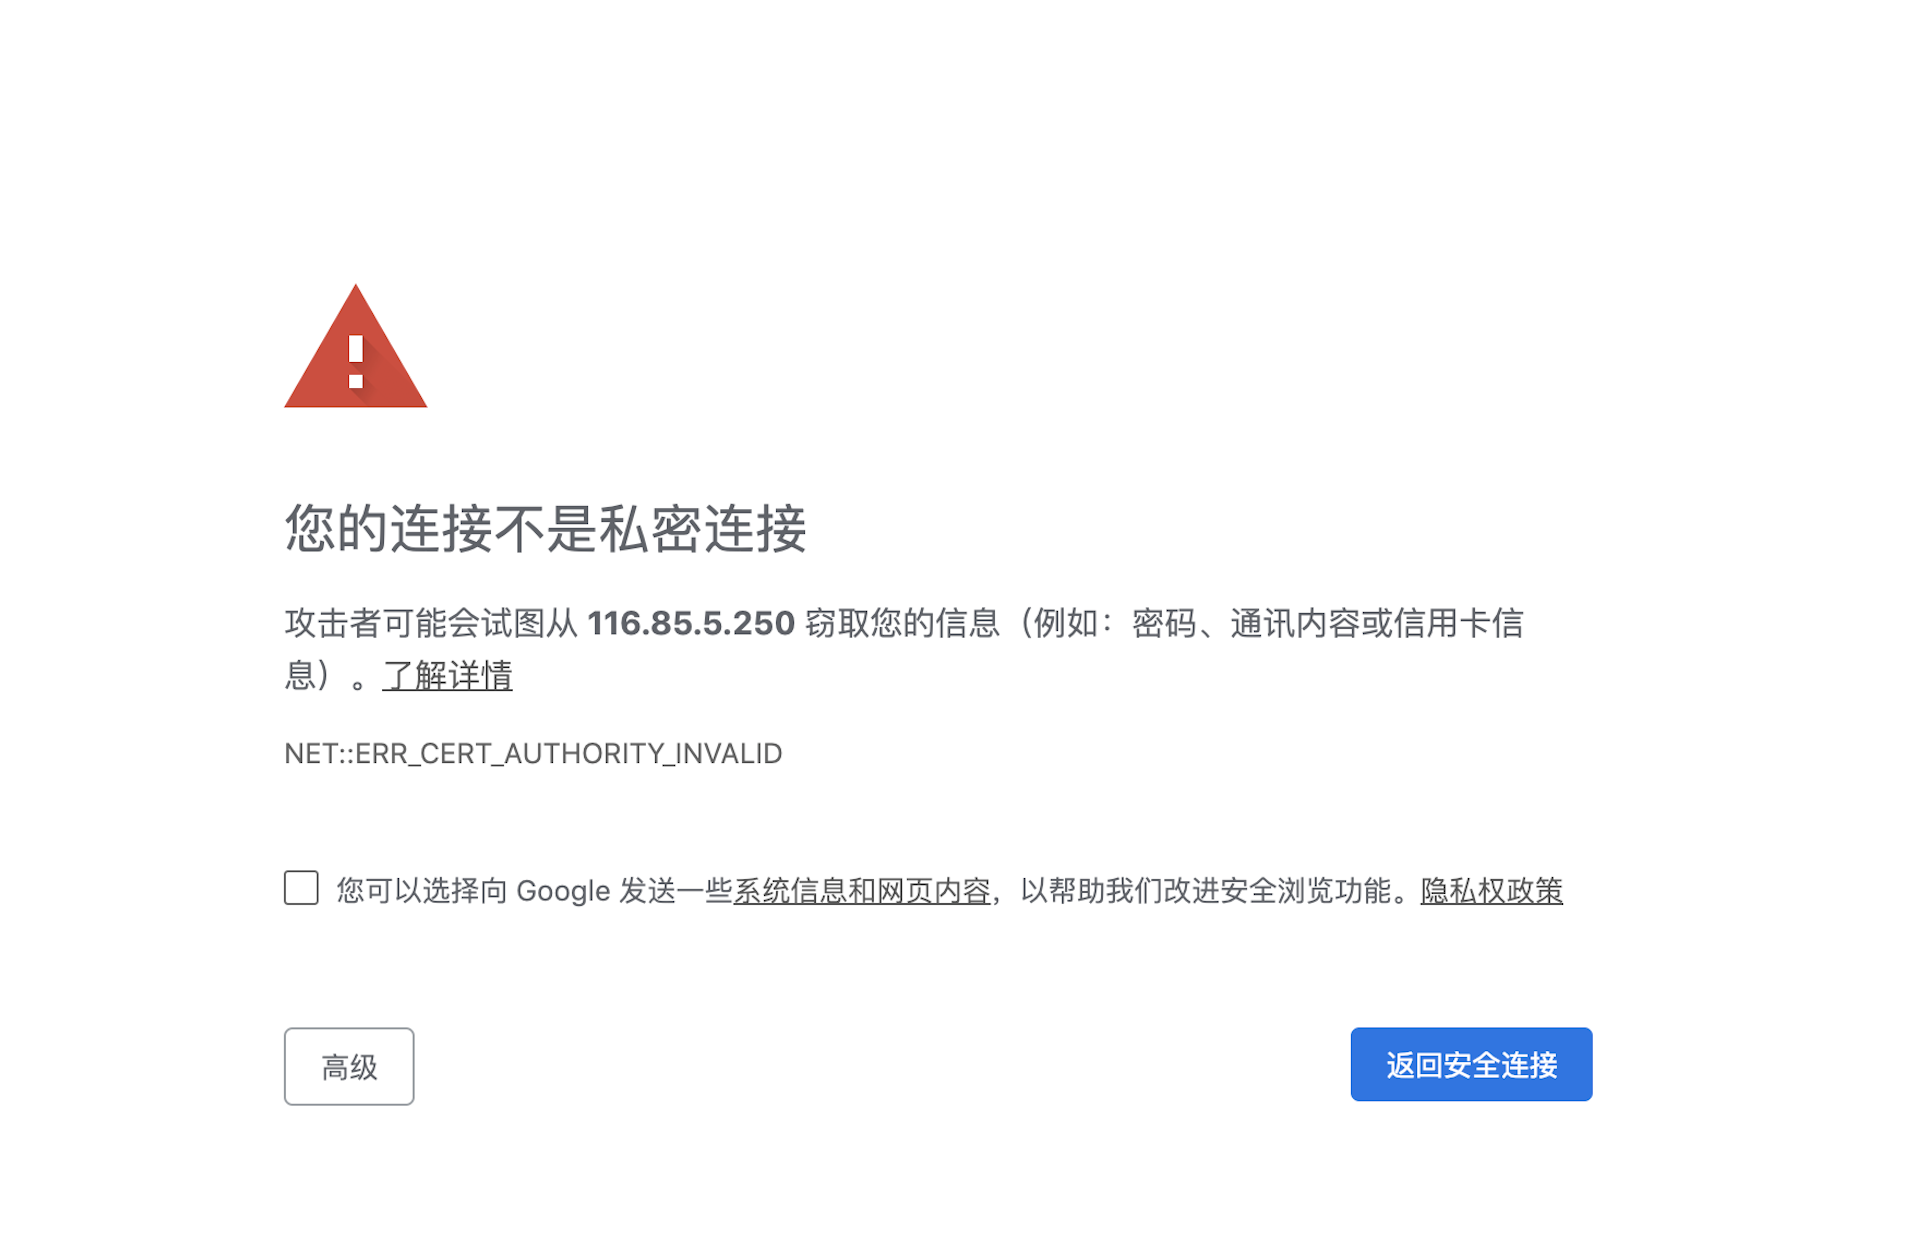 您的连接不是私密连接
攻击者可能会试图从 116.85.5.250 窃取您的信息（例如：密码、通讯内容或信用卡信
息）。了解详情
NET::ERR_CERT_AUTHORITY_INVALID
您可以选择向 Google 发送一些系统信息和网页内容，以帮助我们改进安全浏览功能。隐私权政策
高级
返回安全连接